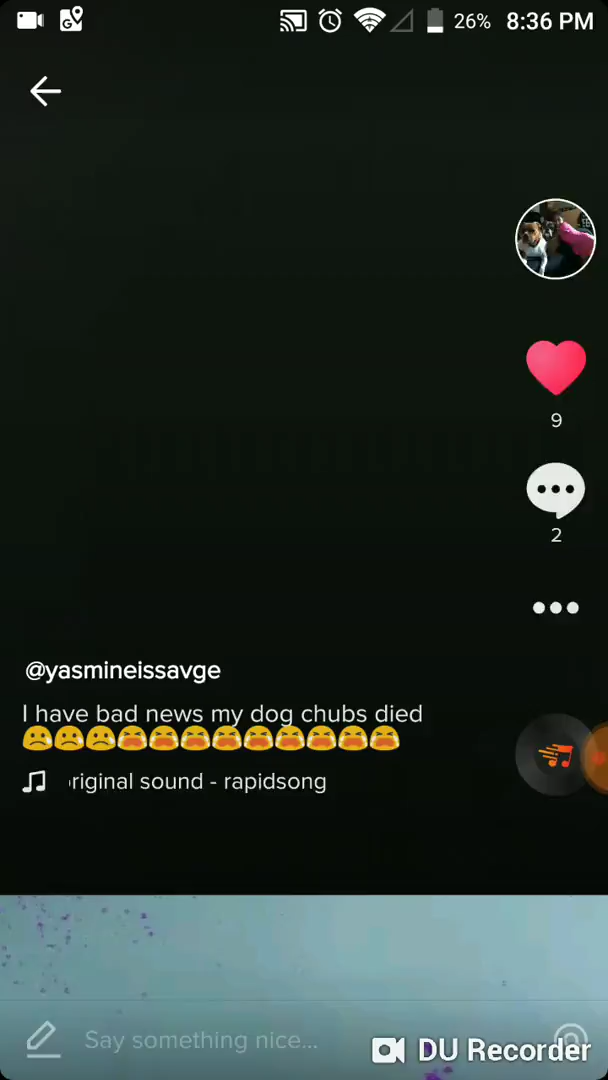 26% 8:36 PM
9
2
@yasmineissavge
I have bad news my dog chubs died
riginal sound - rapidsong
Say something nice...
DU Recorder